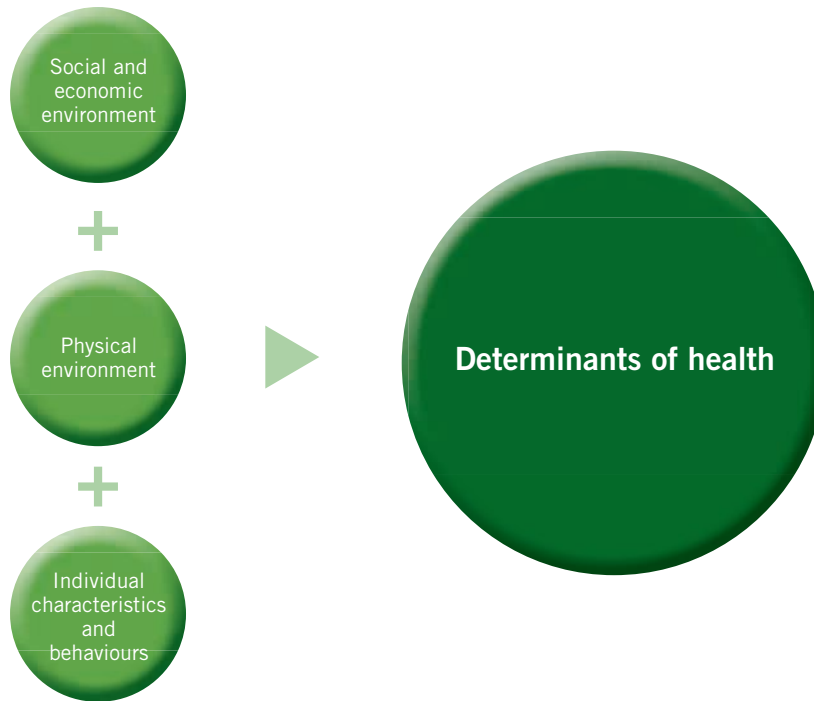 Social and
economic
environment
+
Physical
environment
+
Individual
characteristics
and
behaviours
Determinants of health